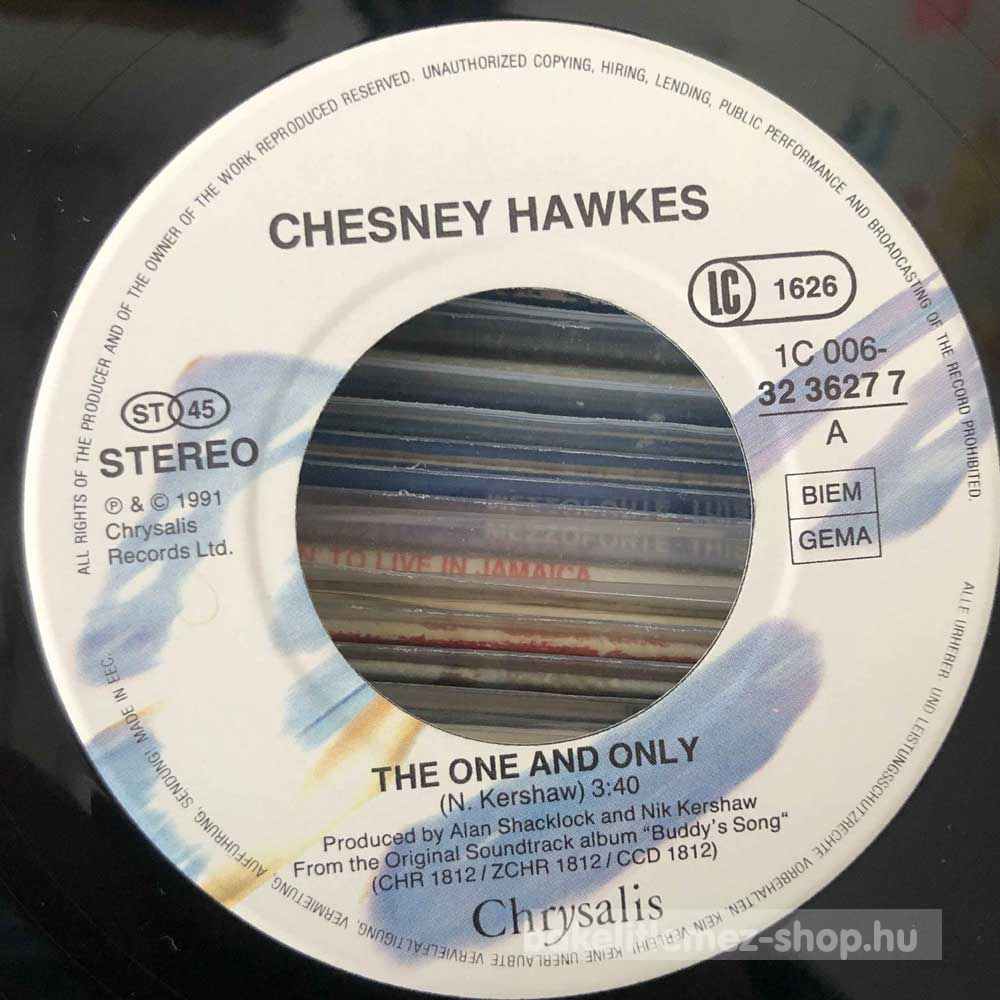 ALL RIGHTS OF THE PRODUCER AND OF THE OWNER OF THE WORK REPRODUCED RESERVED. UNAUTHORIZED COPYING, HIRING, LENDING, PUBLIC PERFORMANCE AND BROADCASTING OF THE RECORD PROHIBITED.
CHESNEY HAWKES
LC 1626
1C 006-
32 3627 7
A
ST 45
STEREO
℗ & © 1991
Chrysalis
Records Ltd.
BIEM
GEMA
TO LIVE IN JAMAICA
MEZZOFORTE
THE ONE AND ONLY
(N. Kershaw) 3:40
Produced by Alan Shacklock and Nik Kershaw
From the Original Soundtrack album "Buddy's Song"
(CHR 1812 / ZCHR 1812 / CCD 1812)
Chrysalis
ALLE URHEBER- UND LEISTUNGSSCHUTZRECHTE VORBEHALTEN. KEIN VERLEIH! KEINE UNERLAUBTE VERVIELFÄLTIGUNG, VERMIETUNG, AUFFÜHRUNG, SENDUNG! MADE IN EEC.
bakelitlemez-shop.hu